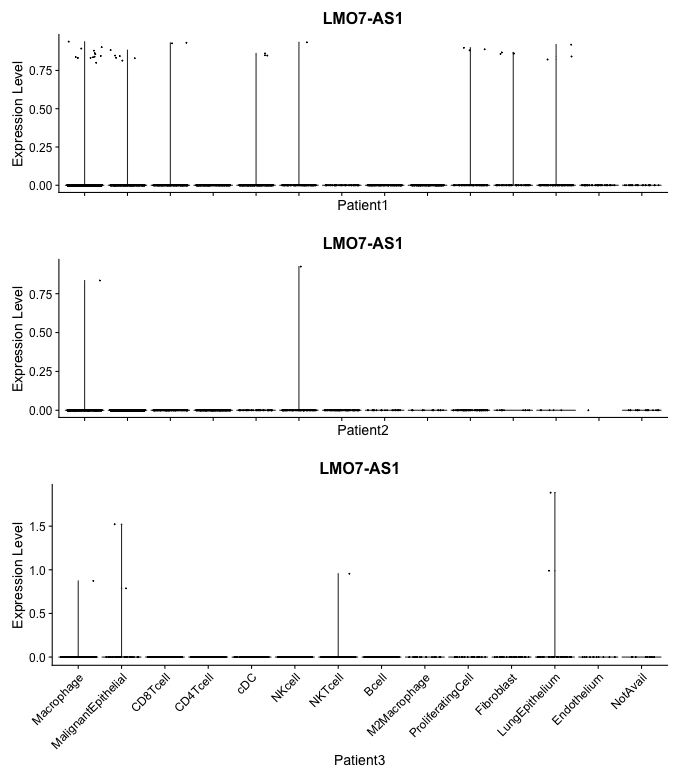 LMO7-AS1
Expression Level
0.75
0.50
0.25
0.00
Patient1
LMO7-AS1
Expression Level
0.75
0.50
0.25
0.00
Patient2
LMO7-AS1
Expression Level
1.5
1.0
0.5
0.0
Macrophage
MalignantEpithelial
CD8Tcell
CD4Tcell
cDC
NKcell
NKTcell
Bcell
M2Macrophage
ProliferatingCell
Fibroblast
LungEpithelium
Endothelium
NotAvail
Patient3